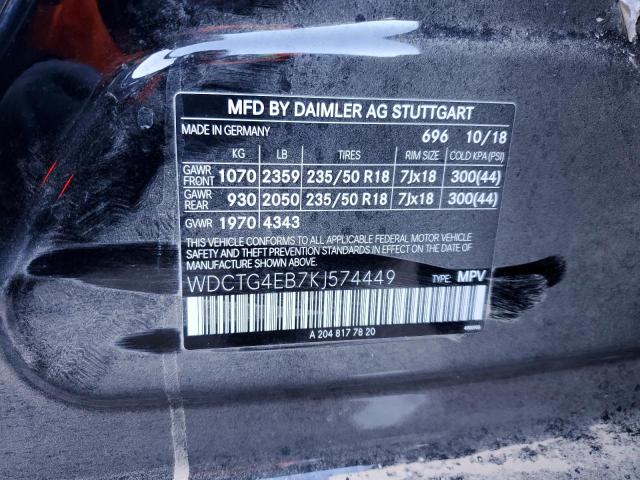 MFD BY DAIMLER AG STUTTGART
MADE IN GERMANY 696 10/18
KG LB TIRES RIM SIZE COLD KPA (PSI)
GAWR FRONT 1070 2359 235/50 R18 7Jx18 300(44)
GAWR REAR 930 2050 235/50 R18 7Jx18 300(44)
GVWR 1970 4343
THIS VEHICLE CONFORMS TO ALL APPLICABLE FEDERAL MOTOR VEHICLE
SAFETY AND THEFT PREVENTION STANDARDS IN EFFECT ON THE DATE
OF MANUFACTURE SHOWN ABOVE.
WDCTG4EB7KJ574449 TYPE: MPV
A 204 817 78 20